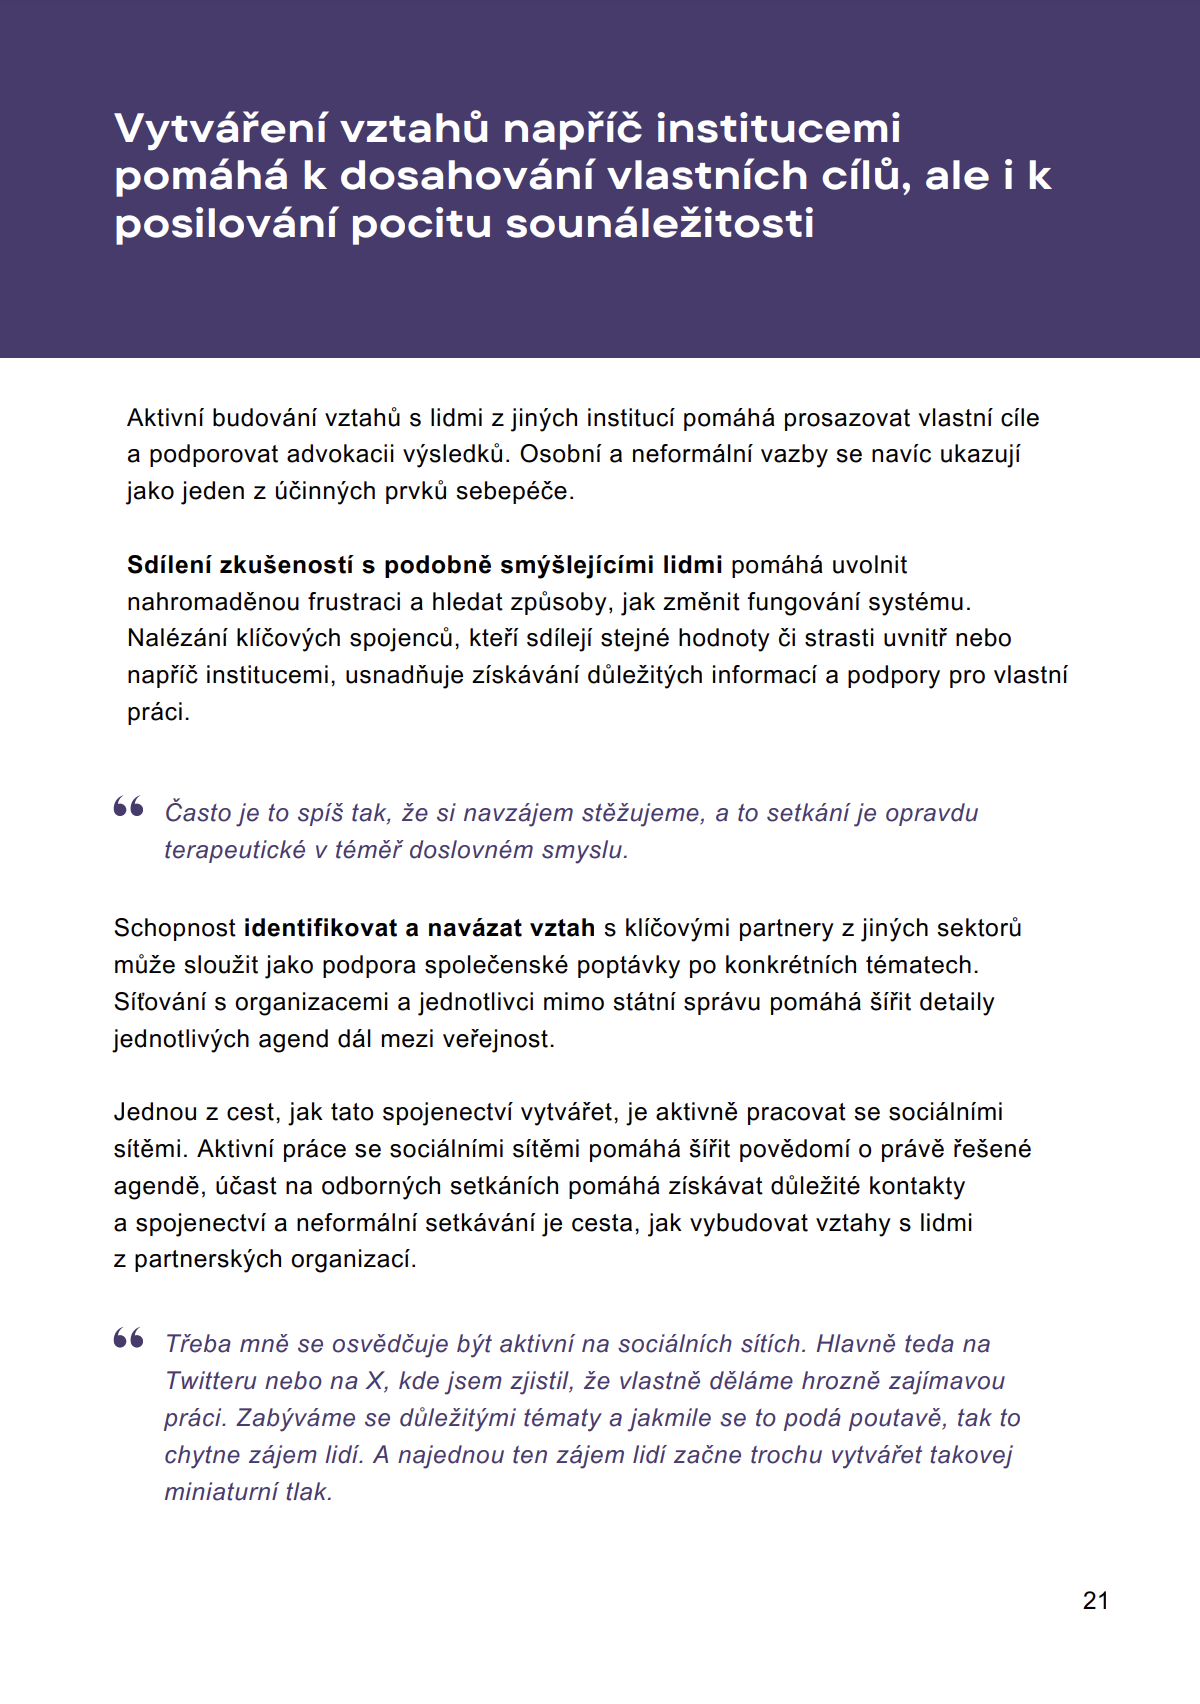 Vytváření vztahů napříč institucemi
pomáhá k dosahování vlastních cílů, ale i k
posilování pocitu sounáležitosti
Aktivní budování vztahů s lidmi z jiných institucí pomáhá prosazovat vlastní cíle
a podporovat advokacii výsledků. Osobní a neformální vazby se navíc ukazují
jako jeden z účinných prvků sebepéče.
Sdílení zkušeností s podobně smýšlejícími lidmi pomáhá uvolnit
nahromaděnou frustraci a hledat způsoby, jak změnit fungování systému.
Nalézání klíčových spojenců, kteří sdílejí stejné hodnoty či strasti uvnitř nebo
napříč institucemi, usnadňuje získávání důležitých informací a podpory pro vlastní
práci.
“ Často je to spíš tak, že si navzájem stěžujeme, a to setkání je opravdu
terapeutické v téměř doslovném smyslu.
Schopnost identifikovat a navázat vztah s klíčovými partnery z jiných sektorů
může sloužit jako podpora společenské poptávky po konkrétních tématech.
Síťování s organizacemi a jednotlivci mimo státní správu pomáhá šířit detaily
jednotlivých agend dál mezi veřejnost.
Jednou z cest, jak tato spojenectví vytvářet, je aktivně pracovat se sociálními
sítěmi. Aktivní práce se sociálními sítěmi pomáhá šířit povědomí o právě řešené
agendě, účast na odborných setkáních pomáhá získávat důležité kontakty
a spojenectví a neformální setkávání je cesta, jak vybudovat vztahy s lidmi
z partnerských organizací.
“ Třeba mně se osvědčuje být aktivní na sociálních sítích. Hlavně teda na
Twitteru nebo na X, kde jsem zjistil, že vlastně děláme hrozně zajímavou
práci. Zabýváme se důležitými tématy a jakmile se to podá poutavě, tak to
chytne zájem lidí. A najednou ten zájem lidí začne trochu vytvářet takovej
miniaturní tlak.
21